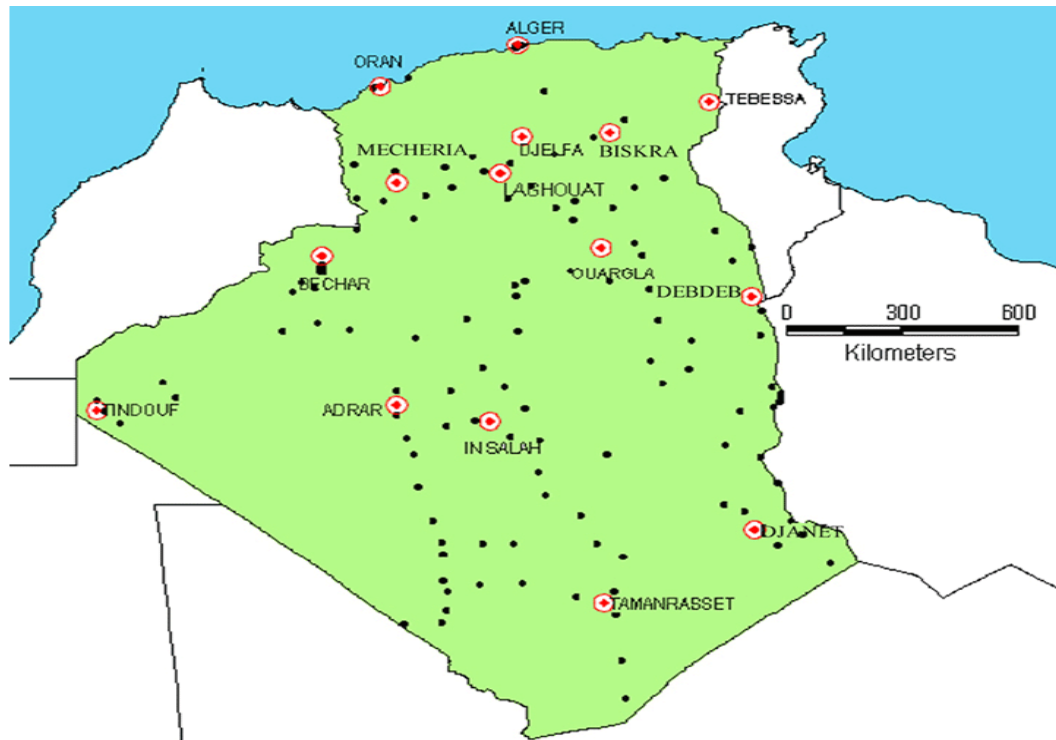 ALGER
ORAN
TEBESSA
MECHERIA
DJELFA
BISKRA
LAGHOUAT
OUARGLA
BECHAR
DEBDEB
0 300 600
Kilometers
TINDOUF
ADRAR
IN SALAH
DJANET
TAMANRASSET